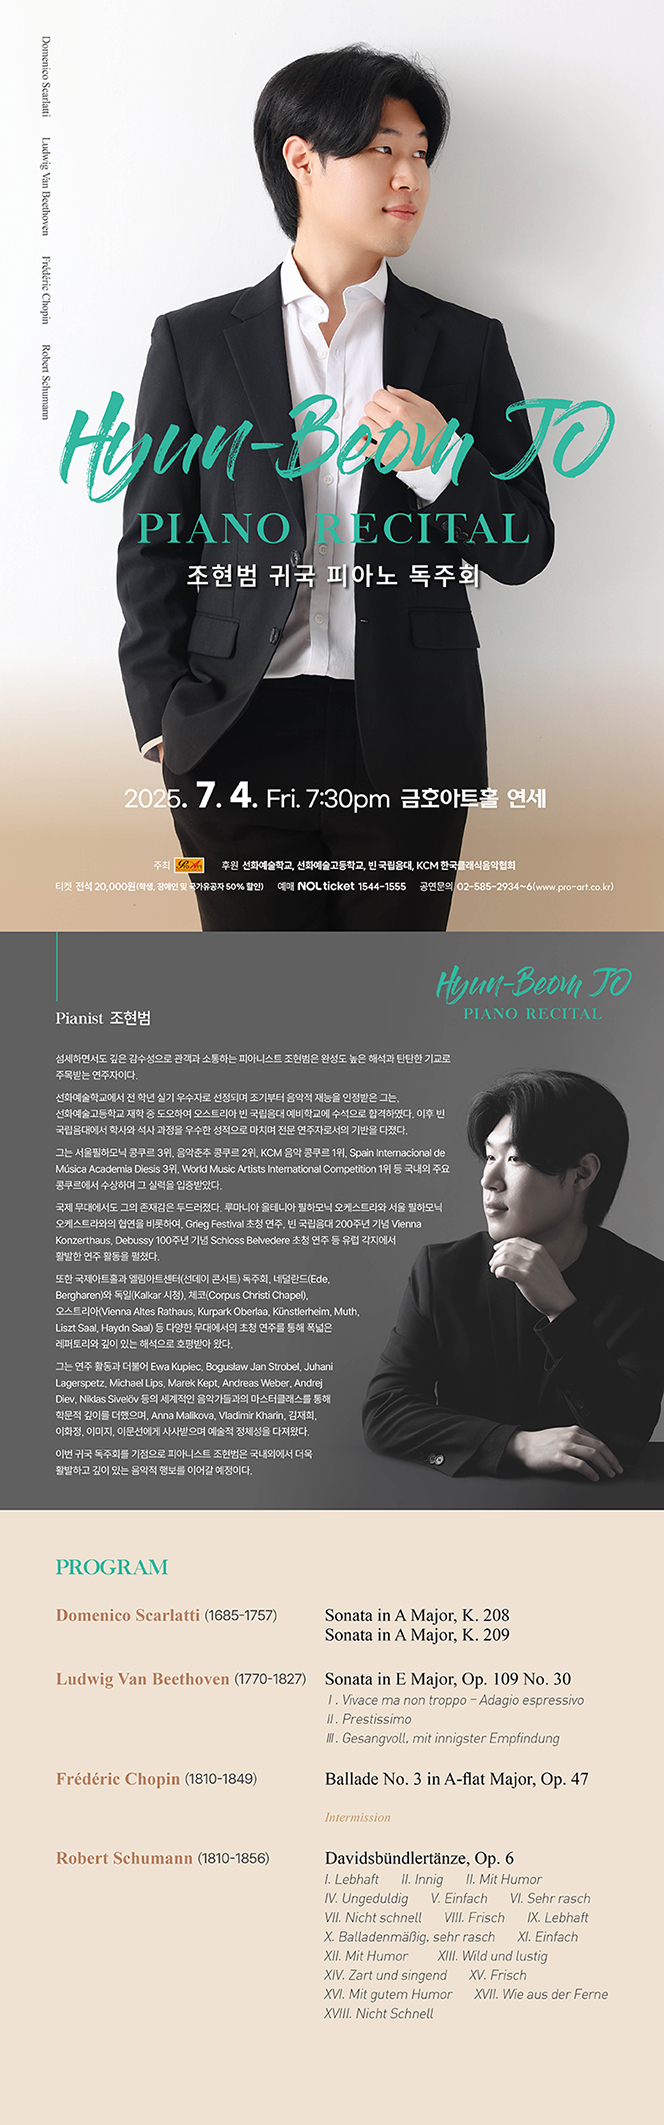 Domenico Scarlatti Ludwig Van Beethoven Frédéric Chopin Robert Schumann
Hyun-Beom JO
PIANO RECITAL
조현범 귀국 피아노 독주회
2025. 7. 4. Fri. 7:30pm 금호아트홀 연세
주최 ProArt 후원 선화예술학교, 선화예술고등학교, 빈 국립음대, KCM 한국클래식음악협회
티켓 전석 20,000원(학생, 장애인 및 국가유공자 50% 할인) 예매 NOL ticket 1544-1555 공연문의 02-585-2934~6(www.pro-art.co.kr)
Hyun-Beom JO
PIANO RECITAL
Pianist 조현범
섬세하면서도 깊은 감수성으로 관객과 소통하는 피아니스트 조현범은 완성도 높은 해석과 탄탄한 기교로
주목받는 연주자이다.
선화예술학교에서 전 학년 실기 우수자로 선정되며 조기부터 음악적 재능을 인정받은 그는,
선화예술고등학교 재학 중 도오하여 오스트리아 빈 국립음대 예비학교에 수석으로 합격하였다. 이후 빈
국립음대에서 학사와 석사 과정을 우수한 성적으로 마치며 전문 연주자로서의 기반을 다졌다.
그는 서울필하모닉 콩쿠르 3위, 음악춘추 콩쿠르 2위, KCM 음악 콩쿠르 1위, Spain Internacional de
Música Academia Diesis 3위, World Music Artists International Competition 1위 등 국내외 주요
콩쿠르에서 수상하며 그 실력을 입증받았다.
국제 무대에서도 그의 존재감은 두드러졌다. 루마니아 올테니아 필하모닉 오케스트라와 서울 필하모닉
오케스트라와의 협연을 비롯하여, Grieg Festival 초청 연주, 빈 국립음대 200주년 기념 Vienna
Konzerthaus, Debussy 100주년 기념 Schloss Belvedere 초청 연주 등 유럽 각지에서
활발한 연주 활동을 펼쳤다.
또한 국제아트홀과 엘림아트센터(선데이 콘서트) 독주회, 네덜란드(Ede,
Bergharen)와 독일(Kalkar 시청), 체코(Corpus Christi Chapel),
오스트리아(Vienna Altes Rathaus, Kurpark Oberlaa, Künstlerheim, Muth,
Liszt Saal, Haydn Saal) 등 다양한 무대에서의 초청 연주를 통해 폭넓은
레퍼토리와 깊이 있는 해석으로 호평받아 왔다.
그는 연주 활동과 더불어 Ewa Kupiec, Bogusław Jan Strobel, Juhani
Lagerspetz, Michael Lips, Marek Kept, Andreas Weber, Andrej
Diev, Niklas Sivelöv 등의 세계적인 음악가들과의 마스터클래스를 통해
학문적 깊이를 더했으며, Anna Malikova, Vladimir Kharin, 김재희,
이화정, 이미지, 이문선에게 사사받으며 예술적 정체성을 다져왔다.
이번 귀국 독주회를 기점으로 피아니스트 조현범은 국내외에서 더욱
활발하고 깊이 있는 음악적 행보를 이어갈 예정이다.
PROGRAM
Domenico Scarlatti (1685-1757) Sonata in A Major, K. 208
Sonata in A Major, K. 209
Ludwig Van Beethoven (1770-1827) Sonata in E Major, Op. 109 No. 30
I. Vivace ma non troppo – Adagio espressivo
II. Prestissimo
III. Gesangvoll, mit innigster Empfindung
Frédéric Chopin (1810-1849) Ballade No. 3 in A-flat Major, Op. 47
Intermission
Robert Schumann (1810-1856) Davidsbündlertänze, Op. 6
I. Lebhaft II. Innig II. Mit Humor
IV. Ungeduldig V. Einfach VI. Sehr rasch
VII. Nicht schnell VIII. Frisch IX. Lebhaft
X. Balladenmäßig, sehr rasch XI. Einfach
XII. Mit Humor XIII. Wild und lustig
XIV. Zart und singend XV. Frisch
XVI. Mit gutem Humor XVII. Wie aus der Ferne
XVIII. Nicht Schnell